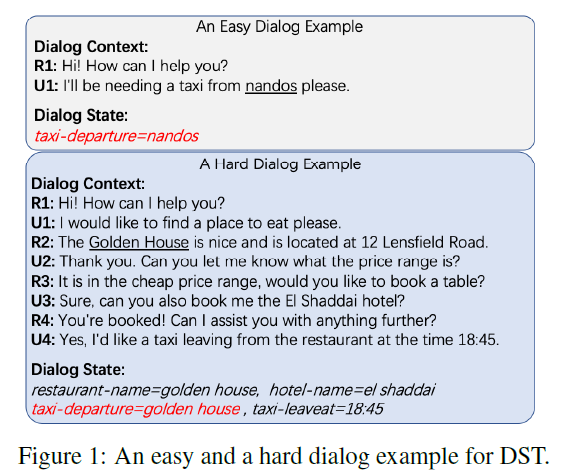 An Easy Dialog Example
Dialog Context:
R1: Hi! How can I help you?
U1: I'll be needing a taxi from nandos please.
Dialog State:
taxi-departure=nandos
A Hard Dialog Example
Dialog Context:
R1: Hi! How can I help you?
U1: I would like to find a place to eat please.
R2: The Golden House is nice and is located at 12 Lensfield Road.
U2: Thank you. Can you let me know what the price range is?
R3: It is in the cheap price range, would you like to book a table?
U3: Sure, can you also book me the El Shaddai hotel?
R4: You're booked! Can I assist you with anything further?
U4: Yes, I'd like a taxi leaving from the restaurant at the time 18:45.
Dialog State:
restaurant-name=golden house, hotel-name=el shaddai
taxi-departure=golden house , taxi-leaveat=18:45
Figure 1: An easy and a hard dialog example for DST.